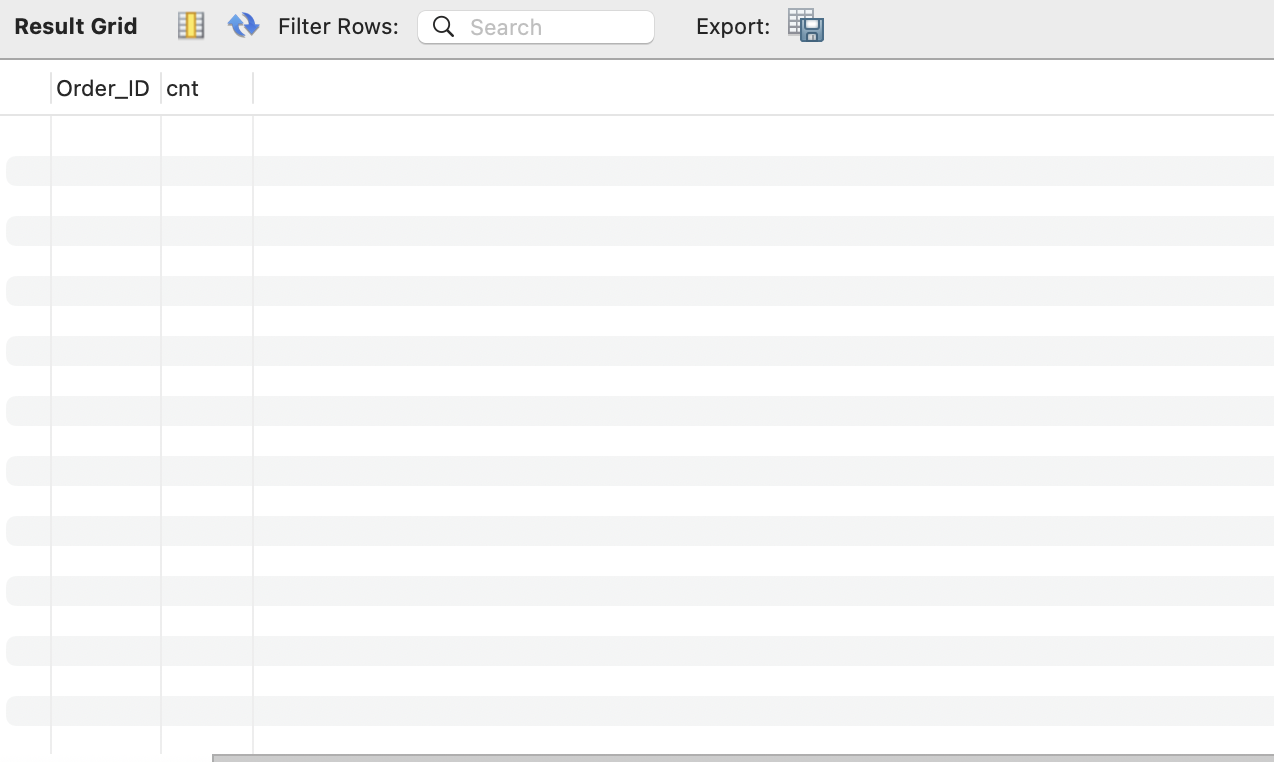 Result Grid Filter Rows: Search Export:
Order_ID cnt